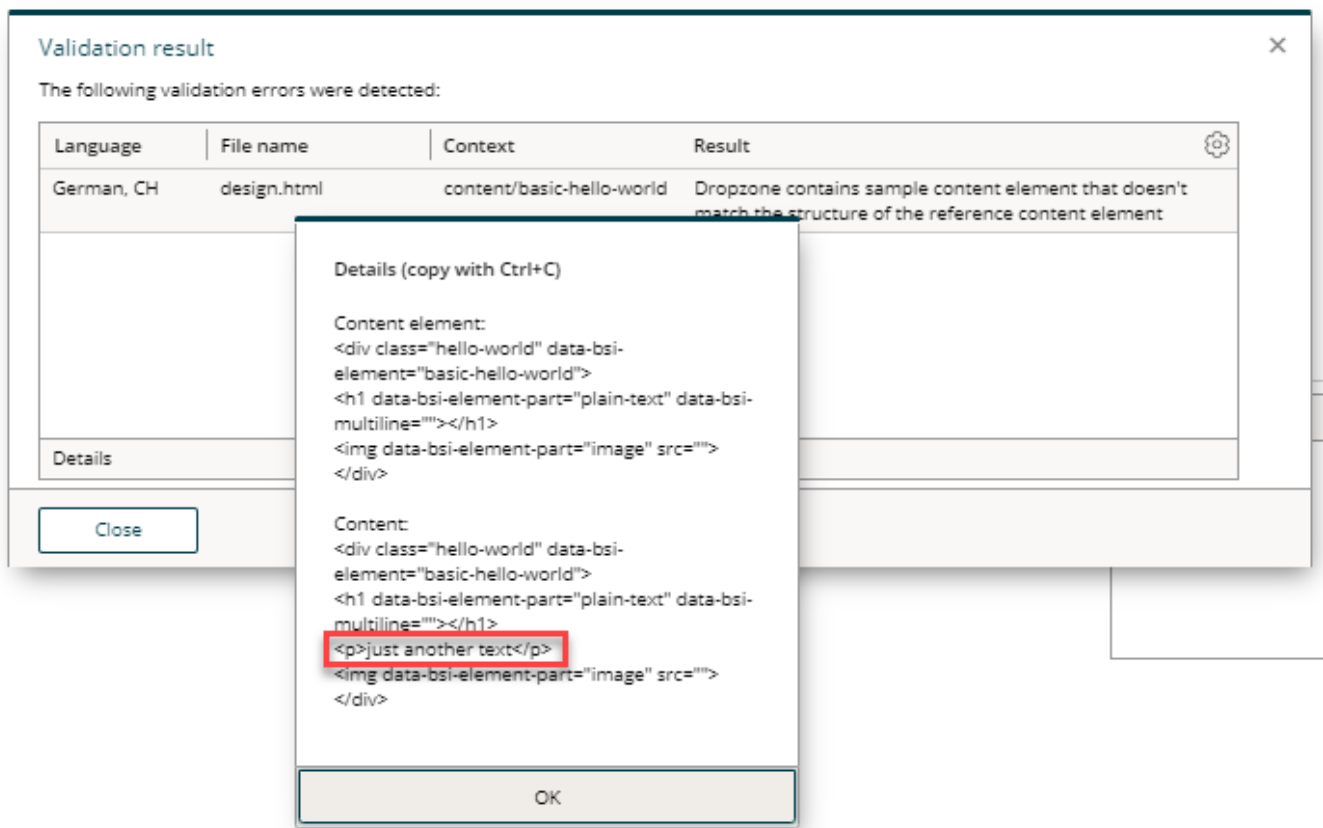 Validation result
The following validation errors were detected:
Language File name Context Result
German, CH design.html content/basic-hello-world Dropzone contains sample content element that doesn't
match the structure of the reference content element
Details (copy with Ctrl+C)
Content element:
<div class="hello-world" data-bsi-
element="basic-hello-world">
<h1 data-bsi-element-part="plain-text" data-bsi-
multiline=""></h1>
<img data-bsi-element-part="image" src="">
</div>
Details
Content:
<div class="hello-world" data-bsi-
element="basic-hello-world">
<h1 data-bsi-element-part="plain-text" data-bsi-
multiline=""></h1>
<p>just another text</p>
<img data-bsi-element-part="image" src="">
</div>
Close
OK